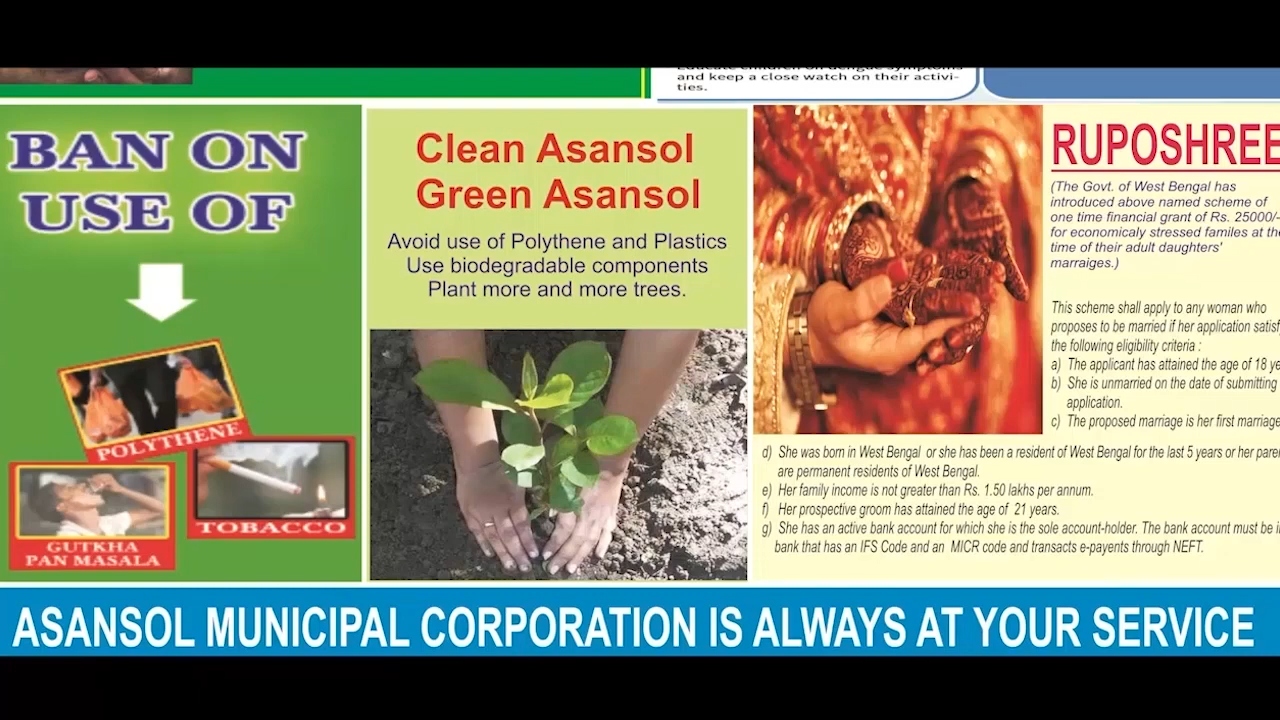 and keep a close watch on their activi-
ties.
BAN ON
USE OF
POLYTHENE
GUTKHA
PAN MASALA
TOBACCO
Clean Asansol
Green Asansol
Avoid use of Polythene and Plastics
Use biodegradable components
Plant more and more trees.
RUPOSHREE
(The Govt. of West Bengal has
introduced above named scheme of
one time financial grant of Rs. 25000/-
for economicaly stressed familes at the
time of their adult daughters'
marraiges.)
This scheme shall apply to any woman who
proposes to be married if her application
the following eligibility criteria :
a) The applicant has attained the age of 18
b) She is unmarried on the date of submitting
application.
c) The proposed marriage is her first marriage
d) She was born in West Bengal or she has been a resident of West Bengal for the last 5 years or her
are permanent residents of West Bengal.
e) Her family income is not greater than Rs. 1.50 lakhs per annum.
f) Her prospective groom has attained the age of 21 years.
g) She has an active bank account for which she is the sole account-holder. The bank account must be
bank that has an IFS Code and an MICR code and transacts e-payents through NEFT.
ASANSOL MUNICIPAL CORPORATION IS ALWAYS AT YOUR SERVICE